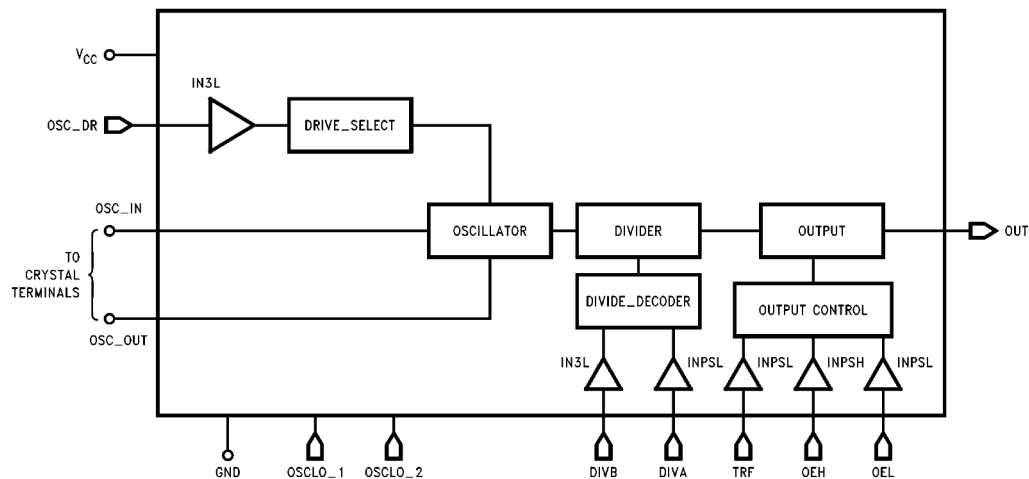 VCC
IN3L
OSC_DR
DRIVE_SELECT
OSC_IN
OSCILLATOR
DIVIDER
OUTPUT
OUT
TO
CRYSTAL
TERMINALS
DIVIDE_DECODER
OUTPUT CONTROL
OSC_OUT
IN3L
INPSL
INPSL
INPSH
INPSL
GND
OSCLO_1
OSCLO_2
DIVB
DIVA
TRF
OEH
OEL